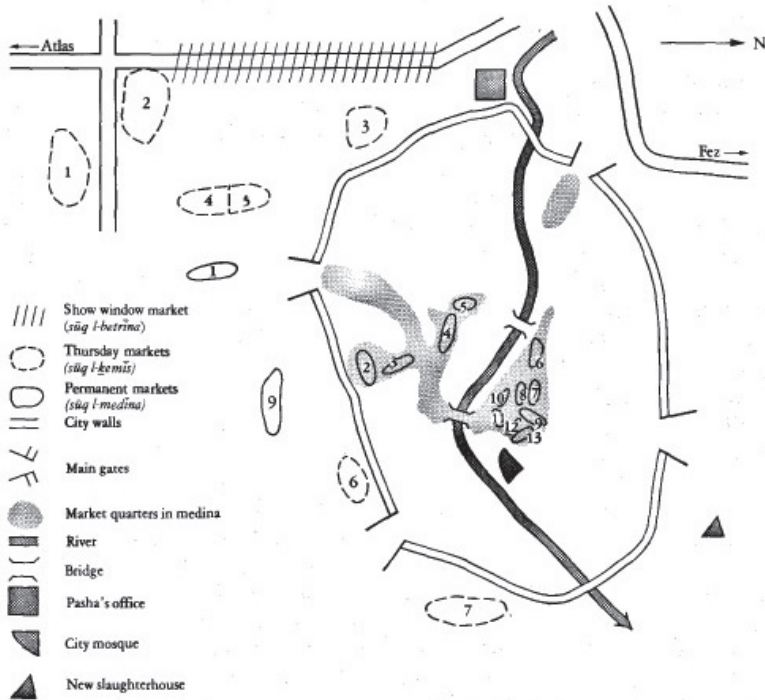 Atlas
N
Fez
2
3
1
4 5
1
5
4
2 3
6
9
10 8 7
12 9
13
6
7
Show window market
(sūq l-betrīna)
Thursday markets
(sūq l-ḵemīs)
Permanent markets
(sūq l-medīna)
City walls
Main gates
Market quarters in medina
River
Bridge
Pasha's office
City mosque
New slaughterhouse